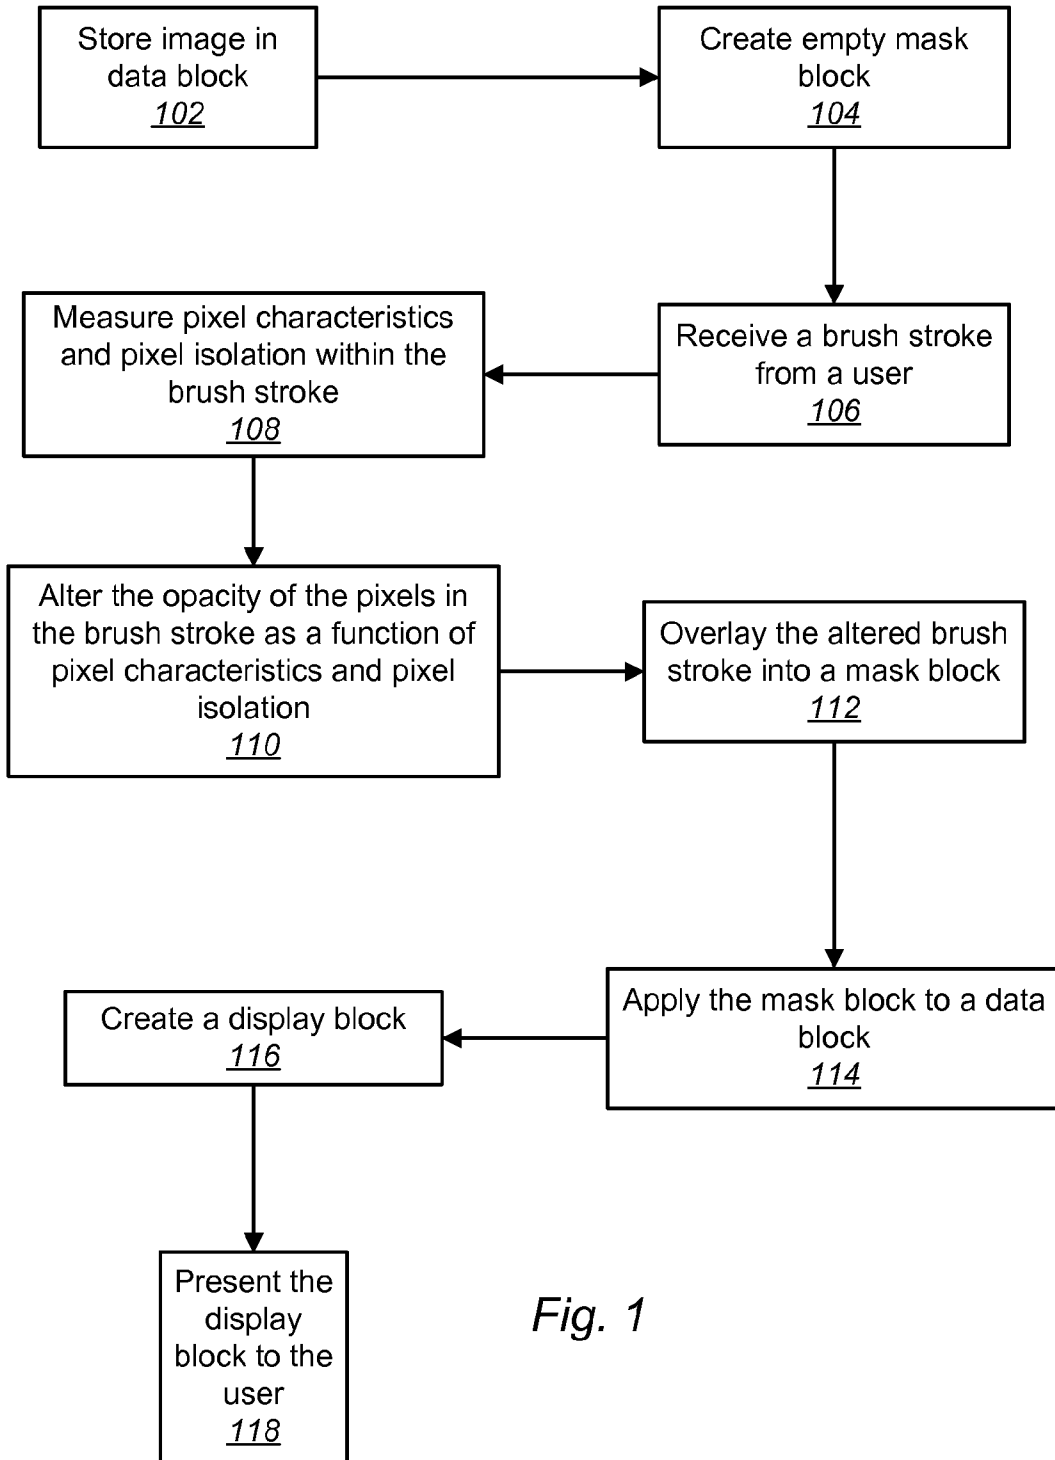 Store image in
data block
102
Create empty mask
block
104
Receive a brush stroke
from a user
106
Measure pixel characteristics
and pixel isolation within the
brush stroke
108
Alter the opacity of the pixels in
the brush stroke as a function of
pixel characteristics and pixel
isolation
110
Overlay the altered brush
stroke into a mask block
112
Apply the mask block to a data
block
114
Create a display block
116
Present the
display
block to the
user
118
Fig. 1